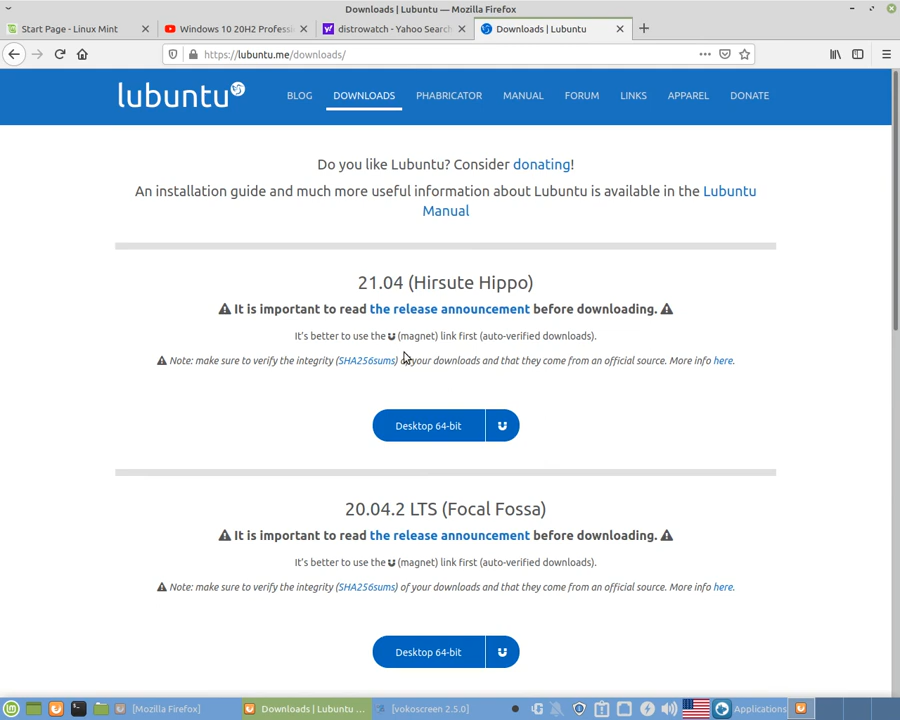 Downloads | Lubuntu — Mozilla Firefox
Start Page - Linux Mint
Windows 10 20H2 Professi
distrowatch - Yahoo Search
Downloads | Lubuntu
https://lubuntu.me/downloads/
lubuntu
BLOG
DOWNLOADS
PHABRICATOR
MANUAL
FORUM
LINKS
APPAREL
DONATE
Do you like Lubuntu? Consider donating!
An installation guide and much more useful information about Lubuntu is available in the Lubuntu
Manual
21.04 (Hirsute Hippo)
It is important to read the release announcement before downloading.
It's better to use the (magnet) link first (auto-verified downloads).
Note: make sure to verify the integrity (SHA256sums) of your downloads and that they come from an official source. More info here.
Desktop 64-bit
20.04.2 LTS (Focal Fossa)
It is important to read the release announcement before downloading.
It's better to use the (magnet) link first (auto-verified downloads).
Note: make sure to verify the integrity (SHA256sums) of your downloads and that they come from an official source. More info here.
Desktop 64-bit
[Mozilla Firefox]
Downloads | Lubuntu ...
[vokoscreen 2.5.0]
Applications